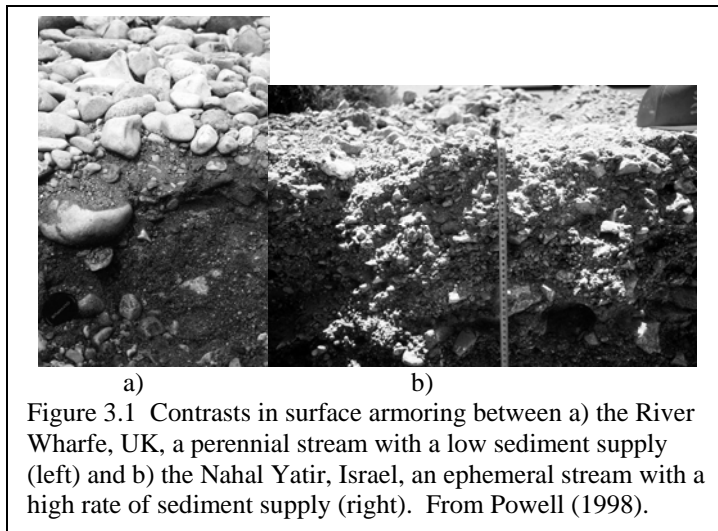 a)
b)
Figure 3.1 Contrasts in surface armoring between a) the River
Wharfe, UK, a perennial stream with a low sediment supply
(left) and b) the Nahal Yatir, Israel, an ephemeral stream with a
high rate of sediment supply (right). From Powell (1998).